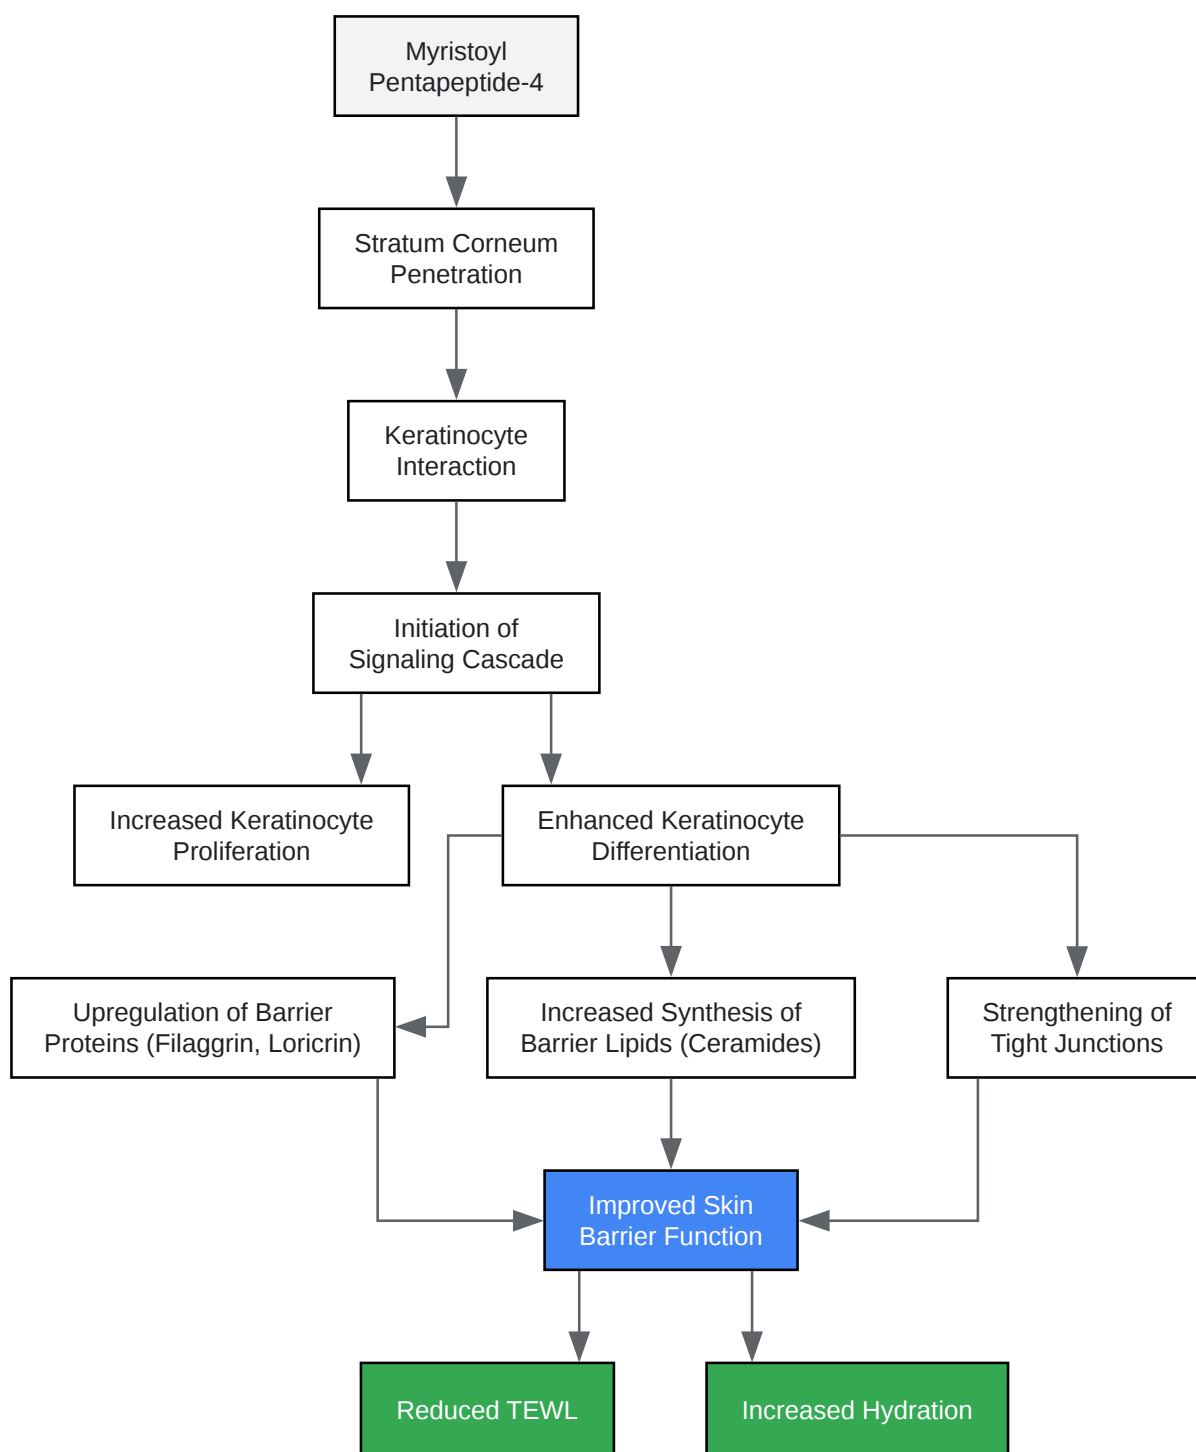 Myristoyl
Pentapeptide-4
Stratum Corneum
Penetration
Keratinocyte
Interaction
Initiation of
Signaling Cascade
Increased Keratinocyte
Proliferation
Enhanced Keratinocyte
Differentiation
Upregulation of Barrier
Proteins (Filaggrin, Loricrin)
Increased Synthesis of
Barrier Lipids (Ceramides)
Strengthening of
Tight Junctions
Improved Skin
Barrier Function
Reduced TEWL
Increased Hydration